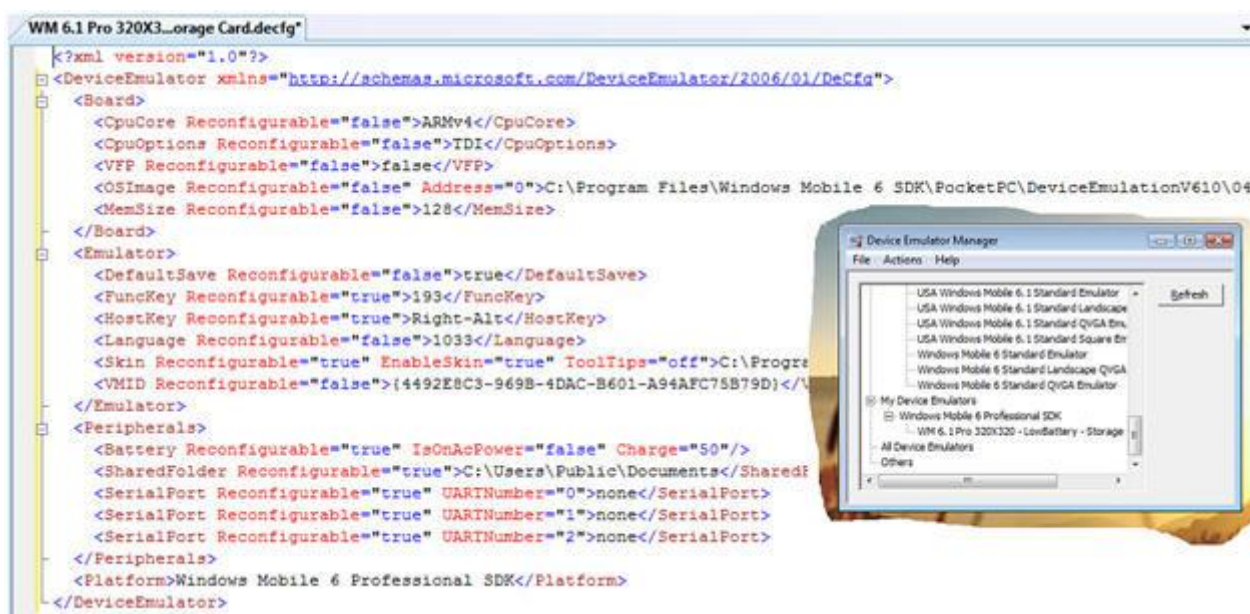 WM 6.1 Pro 320X3...orage Card.decfg*
<?xml version="1.0"?>
<DeviceEmulator xmlns="http://schemas.microsoft.com/DeviceEmulator/2006/01/DeCfg">
<Board>
<CpuCore Reconfigurable="false">ARMv4</CpuCore>
<CpuOptions Reconfigurable="false">TDI</CpuOptions>
<VFP Reconfigurable="false">false</VFP>
<OSImage Reconfigurable="false" Address="0">C:\Program Files\Windows Mobile 6 SDK\PocketPC\DeviceEmulationV610\04
<MemSize Reconfigurable="false">128</MemSize>
</Board>
<Emulator>
<DefaultSave Reconfigurable="false">true</DefaultSave>
<FuncKey Reconfigurable="true">193</FuncKey>
<HostKey Reconfigurable="true">Right-Alt</HostKey>
<Language Reconfigurable="false">1033</Language>
<Skin Reconfigurable="true" EnableSkin="true" ToolTips="off">C:\Progra
<VMID Reconfigurable="false">{4492E8C3-969B-4DAC-B601-A94AFC75B79D}</V
</Emulator>
<Peripherals>
<Battery Reconfigurable="true" IsOnAcPower="false" Charge="50"/>
<SharedFolder Reconfigurable="true">C:\Users\Public\Documents</SharedF
<SerialPort Reconfigurable="true" UARTNumber="0">none</SerialPort>
<SerialPort Reconfigurable="true" UARTNumber="1">none</SerialPort>
<SerialPort Reconfigurable="true" UARTNumber="2">none</SerialPort>
</Peripherals>
<Platform>Windows Mobile 6 Professional SDK</Platform>
</DeviceEmulator>
Device Emulator Manager
File Actions Help
Refresh
USA Windows Mobile 6.1 Standard Emulator
USA Windows Mobile 6.1 Standard Landscape
USA Windows Mobile 6.1 Standard QVGA Emu
USA Windows Mobile 6.1 Standard Square Em
Windows Mobile 6 Standard Emulator
Windows Mobile 6 Standard Landscape QVGA
Windows Mobile 6 Standard QVGA Emulator
My Device Emulators
Windows Mobile 6 Professional SDK
WM 6.1 Pro 320X320 - LowBattery - Storage
All Device Emulators
Others